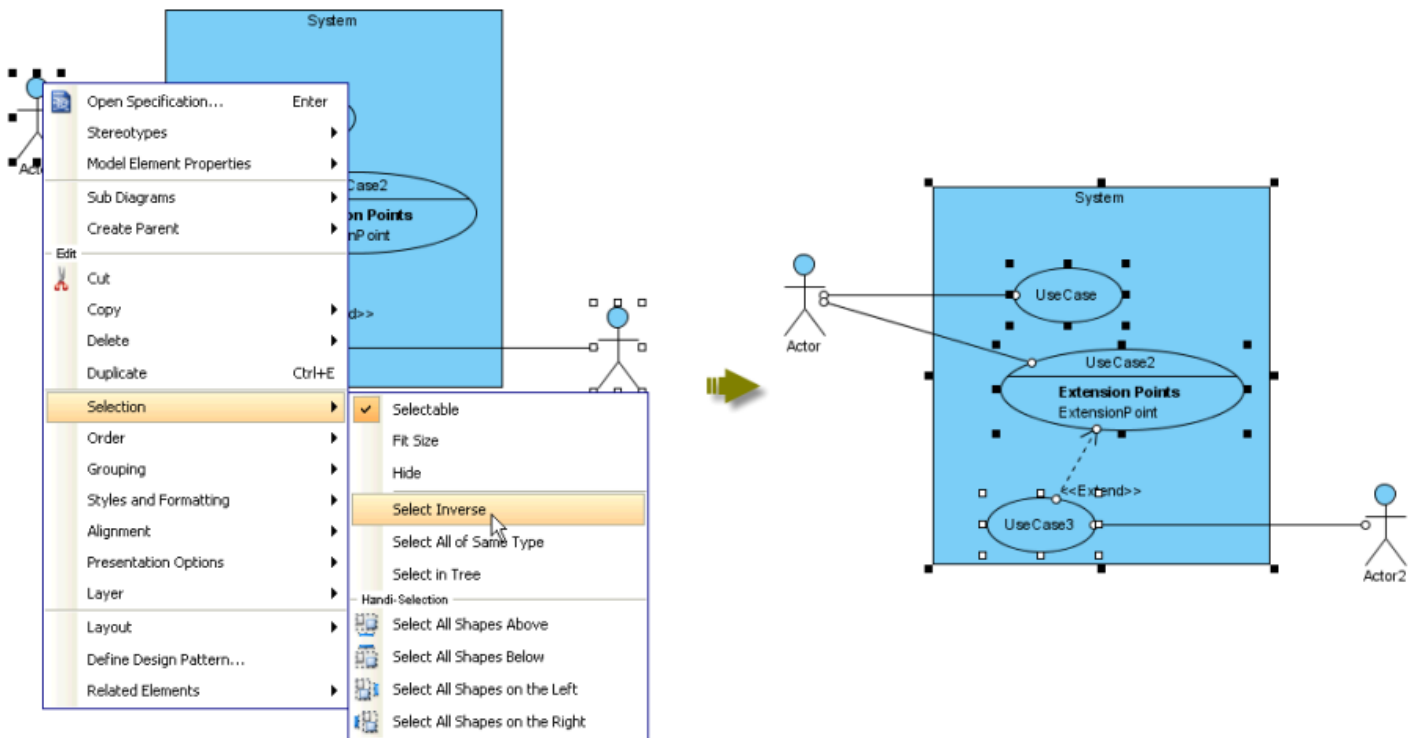 System
Open Specification... Enter
Stereotypes
Model Element Properties
Sub Diagrams
Create Parent
Edit
Cut
Copy
Delete
Duplicate Ctrl+E
Selection
Order
Grouping
Styles and Formatting
Alignment
Presentation Options
Layer
Layout
Define Design Pattern...
Related Elements
Case2
on Points
nPoint
d>>
Selectable
Fit Size
Hide
Select Inverse
Select All of Same Type
Select in Tree
Handi-Selection
Select All Shapes Above
Select All Shapes Below
Select All Shapes on the Left
Select All Shapes on the Right
System
UseCase
Actor
UseCase2
Extension Points
ExtensionPoint
<<Extend>>
UseCase3
Actor2